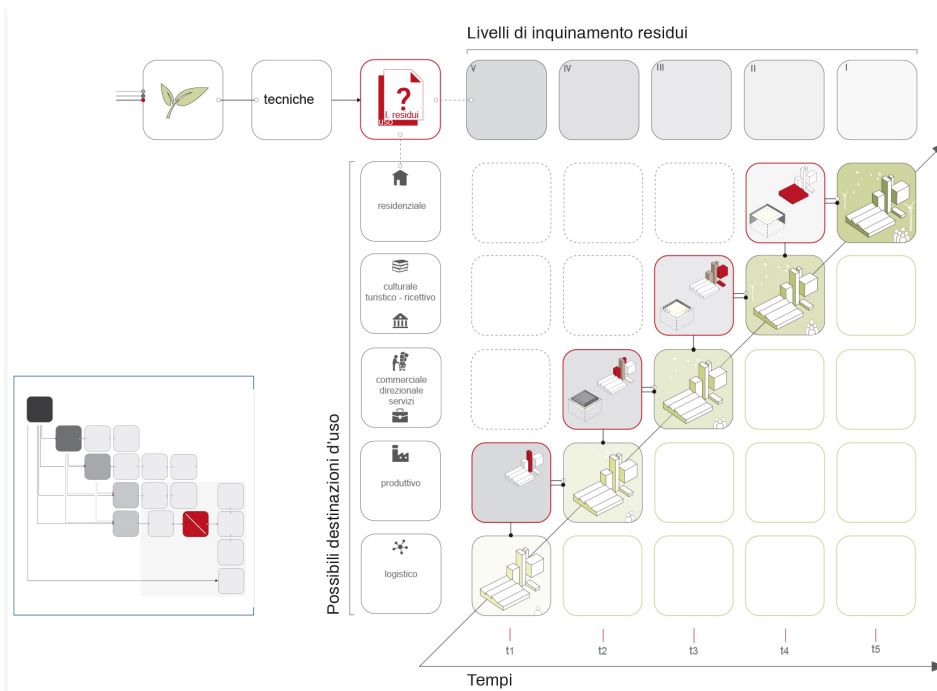 Livelli di inquinamento residui
tecniche
?
l. residui
uso
V
IV
III
II
I
Possibili destinazioni d'uso
residenziale
culturale
turistico - ricettivo
commerciale
direzionale
servizi
produttivo
logistico
t1
t2
t3
t4
t5
Tempi